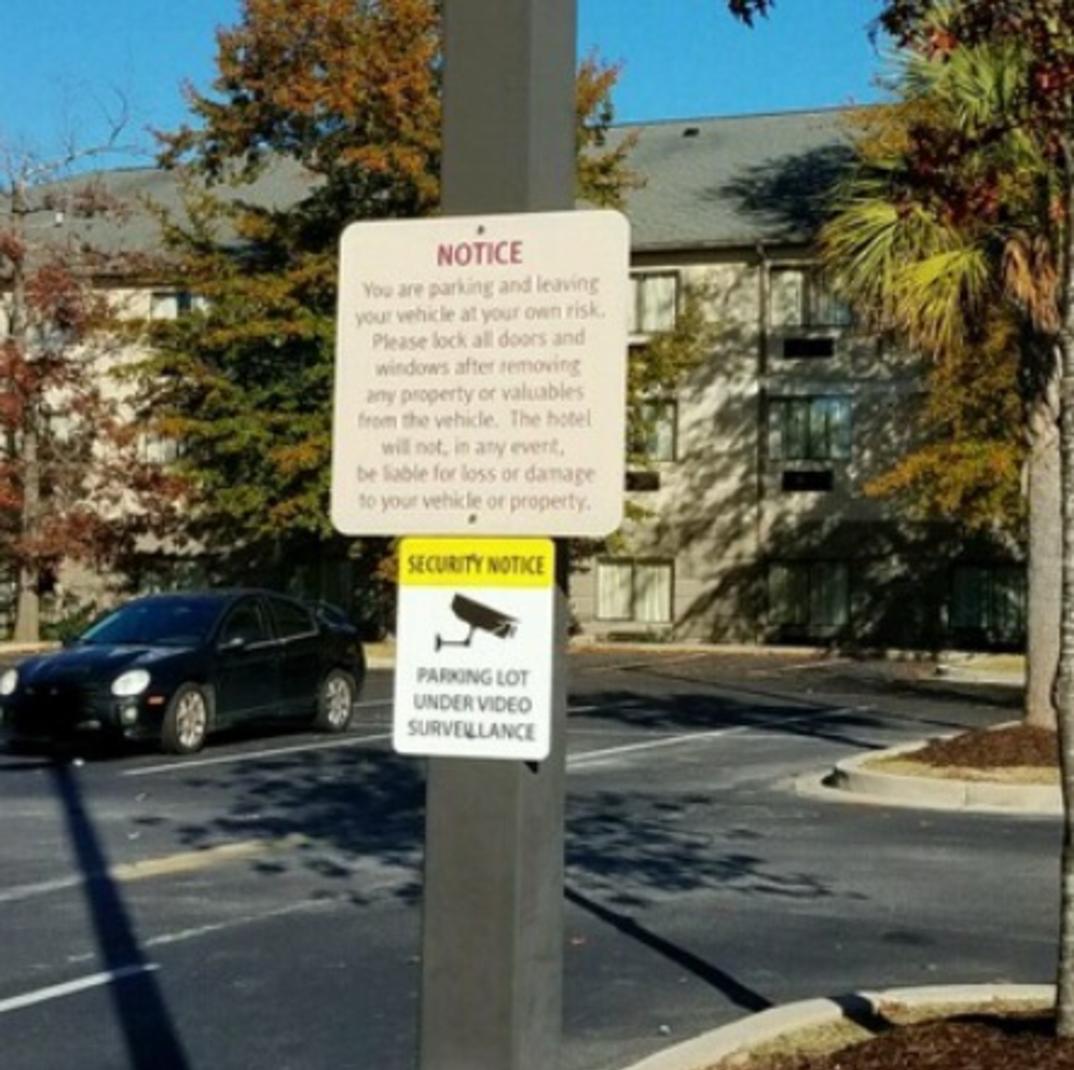 NOTICE
You are parking and leaving
your vehicle at your own risk.
Please lock all doors and
windows after removing
any property or valuables
from the vehicle. The hotel
will not, in any event,
be liable for loss or damage
to your vehicle or property.
SECURITY NOTICE
PARKING LOT
UNDER VIDEO
SURVEILLANCE